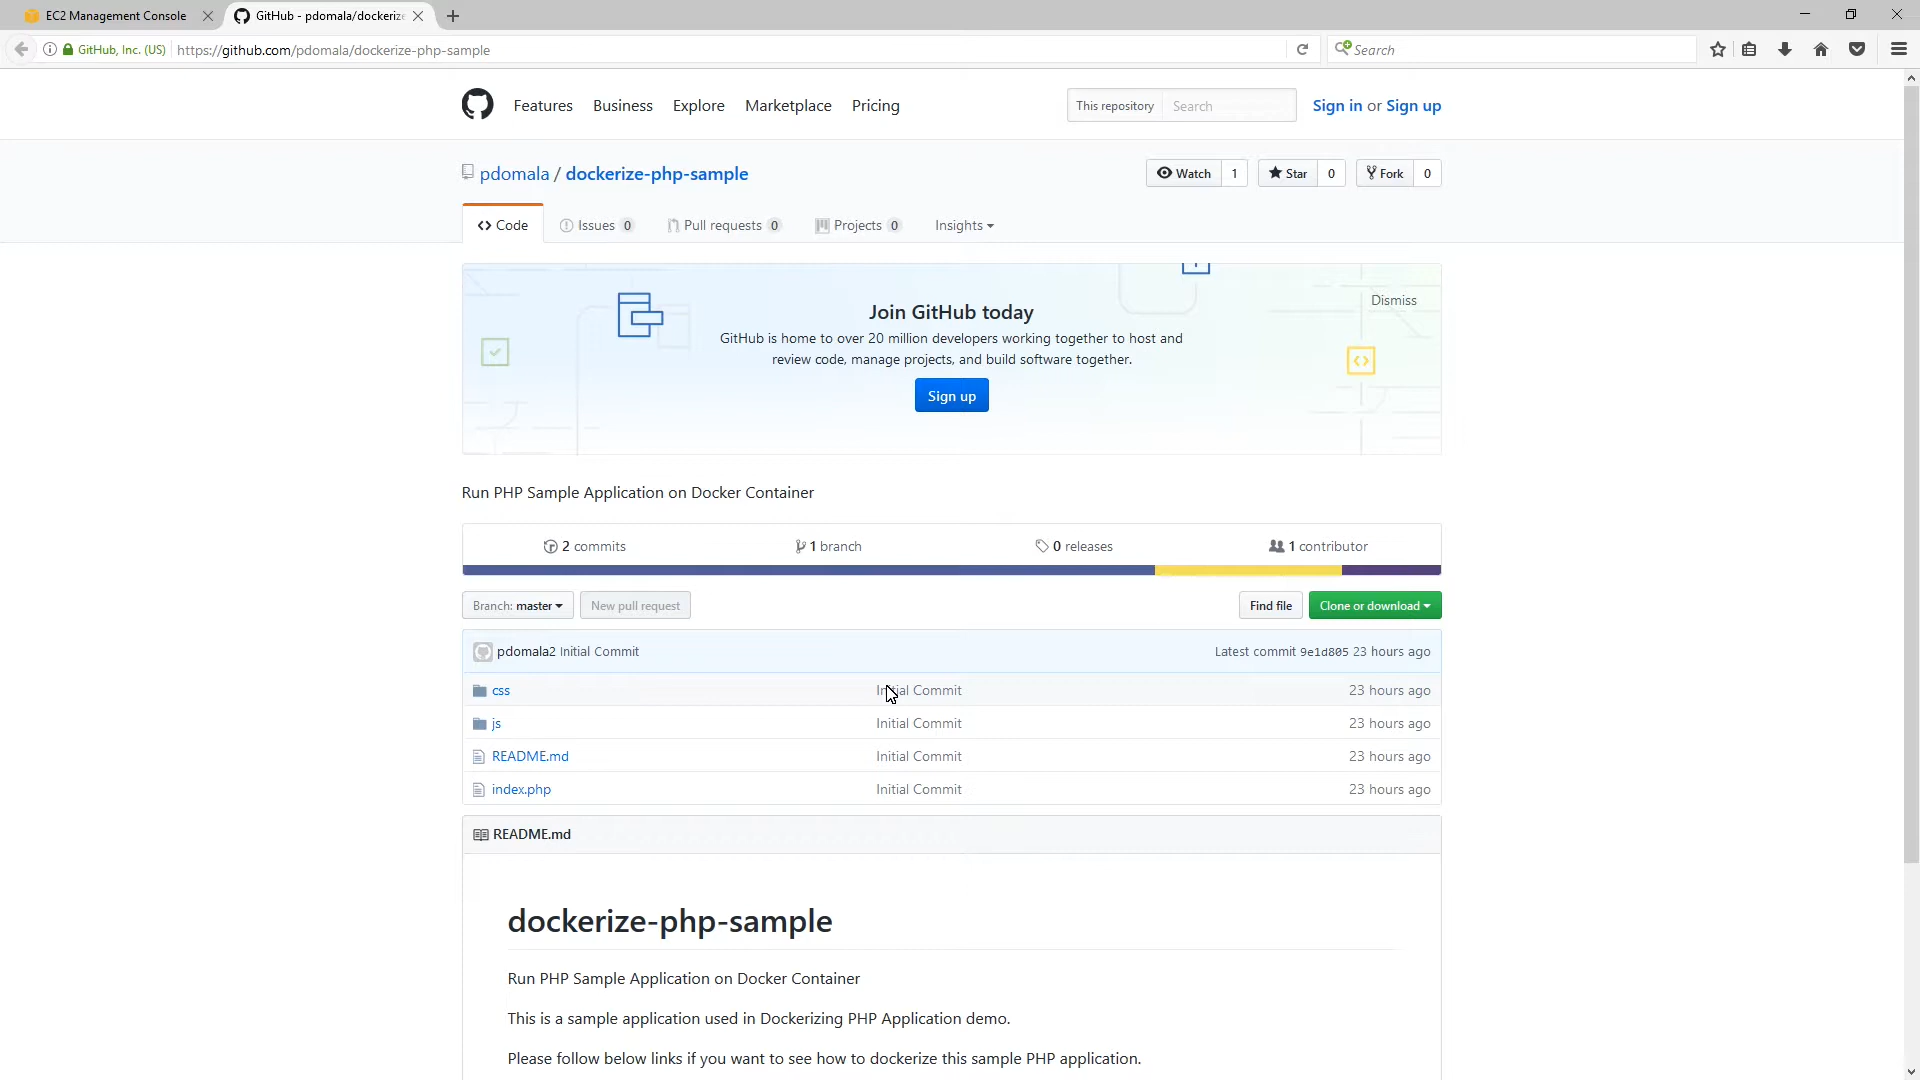 EC2 Management Console
GitHub - pdomala/dockerize
GitHub, Inc. (US) https://github.com/pdomala/dockerize-php-sample Search
Features Business Explore Marketplace Pricing This repository Search Sign in or Sign up
pdomala / dockerize-php-sample Watch 1 Star 0 Fork 0
Code Issues 0 Pull requests 0 Projects 0 Insights
Join GitHub today Dismiss
GitHub is home to over 20 million developers working together to host and
review code, manage projects, and build software together.
Sign up
Run PHP Sample Application on Docker Container
2 commits 1 branch 0 releases 1 contributor
Branch: master New pull request Find file Clone or download
pdomala2 Initial Commit Latest commit 9e1d805 23 hours ago
css Initial Commit 23 hours ago
js Initial Commit 23 hours ago
README.md Initial Commit 23 hours ago
index.php Initial Commit 23 hours ago
README.md
dockerize-php-sample
Run PHP Sample Application on Docker Container
This is a sample application used in Dockerizing PHP Application demo.
Please follow below links if you want to see how to dockerize this sample PHP application.